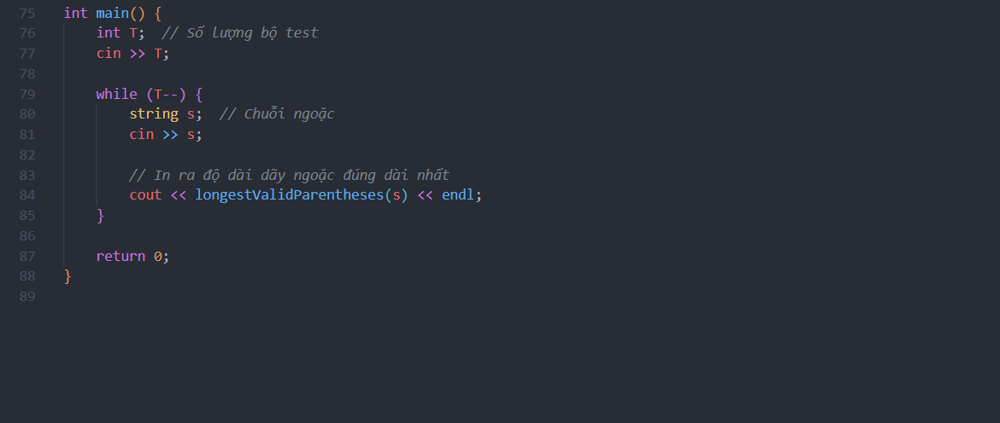 75 int main() {
76 int T; // Số lượng bộ test
77 cin >> T;
78
79 while (T--) {
80 string s; // Chuỗi ngoặc
81 cin >> s;
82
83 // In ra độ dài dãy ngoặc đúng dài nhất
84 cout << longestValidParentheses(s) << endl;
85 }
86
87 return 0;
88 }
89